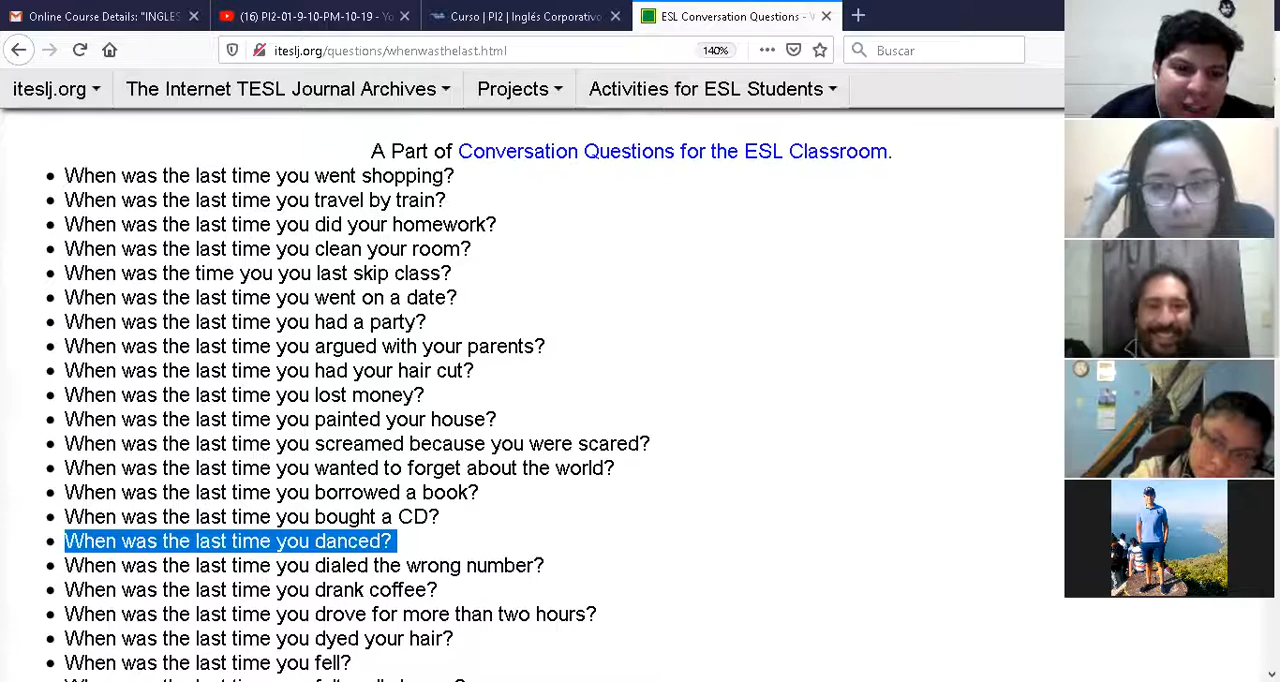 Online Course Details: "INGLES
(16) PI2-01-9-10-PM-10-19 - Yo
Curso | PI2 | Inglés Corporativo
ESL Conversation Questions - W
iteslj.org/questions/whenwasthelast.html
140%
Buscar
iteslj.org
The Internet TESL Journal Archives
Projects
Activities for ESL Students
A Part of Conversation Questions for the ESL Classroom.
When was the last time you went shopping?
When was the last time you travel by train?
When was the last time you did your homework?
When was the last time you clean your room?
When was the time you you last skip class?
When was the last time you went on a date?
When was the last time you had a party?
When was the last time you argued with your parents?
When was the last time you had your hair cut?
When was the last time you lost money?
When was the last time you painted your house?
When was the last time you screamed because you were scared?
When was the last time you wanted to forget about the world?
When was the last time you borrowed a book?
When was the last time you bought a CD?
When was the last time you danced?
When was the last time you dialed the wrong number?
When was the last time you drank coffee?
When was the last time you drove for more than two hours?
When was the last time you dyed your hair?
When was the last time you fell?